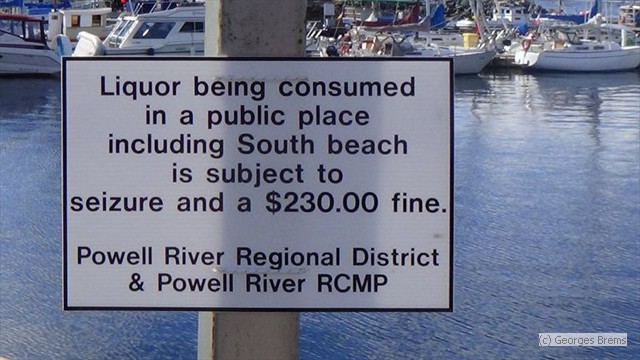 Liquor being consumed
in a public place
including South beach
is subject to
seizure and a $230.00 fine.
Powell River Regional District
& Powell River RCMP
(c) Georges Brems